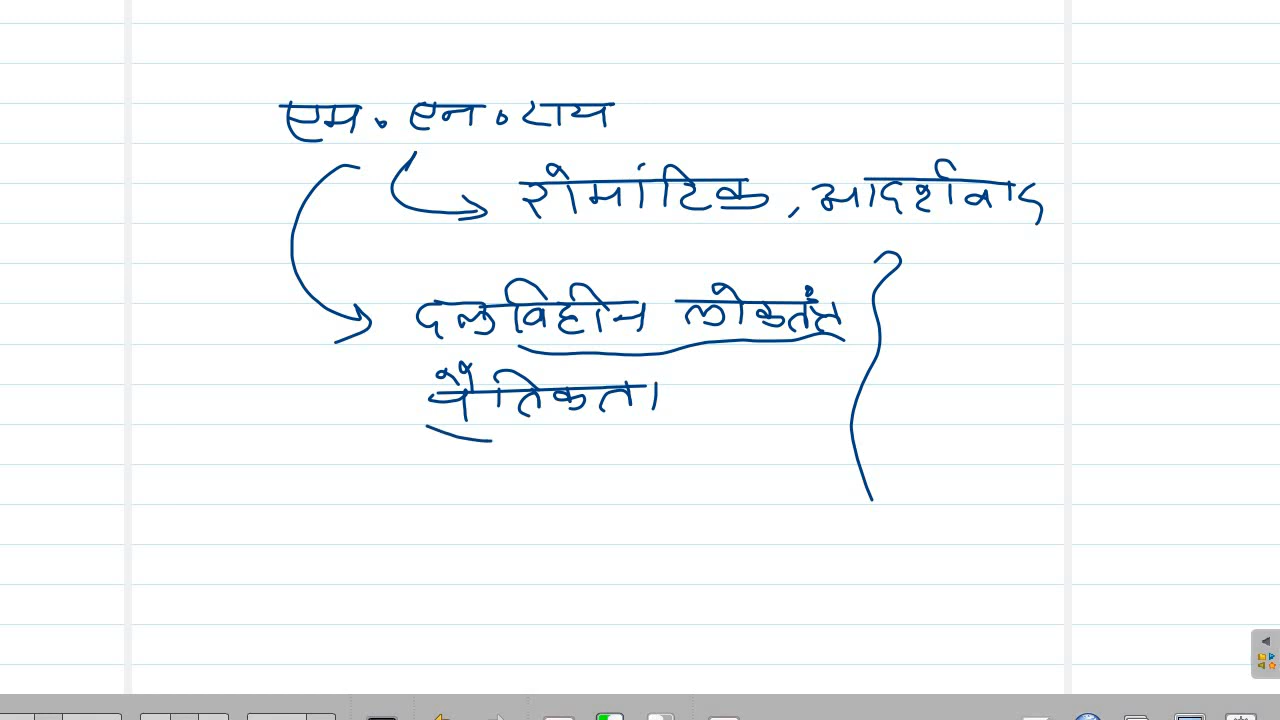 एम. एन. राय
रोमांटिक, आदर्शवाद
दलविहीन लोकतंत्र
नैतिकता